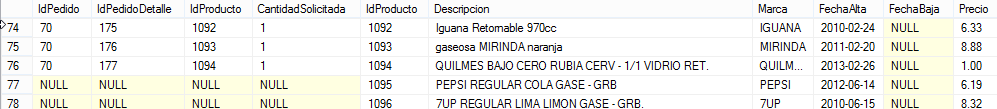 IdPedido IdPedidoDetalle IdProducto CantidadSolicitada IdProducto Descripcion Marca FechaAlta FechaBaja Precio
74 70 175 1092 1 1092 Iguana Retomable 970cc IGUANA 2010-02-24 NULL 6.33
75 70 176 1093 1 1093 gaseosa MIRINDA naranja MIRINDA 2011-02-20 NULL 8.88
76 70 177 1094 1 1094 QUILMES BAJO CERO RUBIA CERV - 1/1 VIDRIO RET. QUILM... 2013-02-26 NULL 1.00
77 NULL NULL NULL NULL 1095 PEPSI REGULAR COLA GASE - GRB PEPSI 2012-06-14 NULL 6.19
78 NULL NULL NULL NULL 1096 7UP REGULAR LIMA LIMON GASE - GRB. 7UP 2010-06-15 NULL 8.32